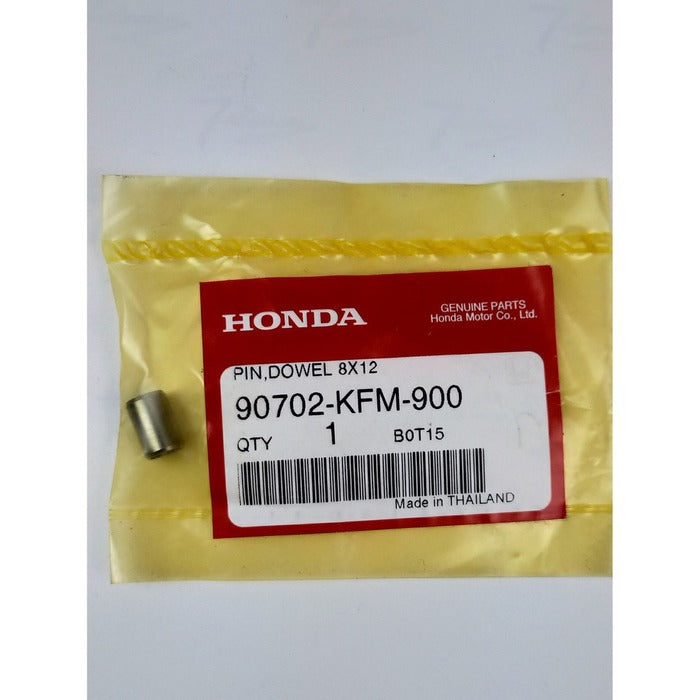 HONDA
GENUINE PARTS
Honda Motor Co., Ltd.
PIN,DOWEL 8X12
90702-KFM-900
QTY 1 B0T15
Made in THAILAND